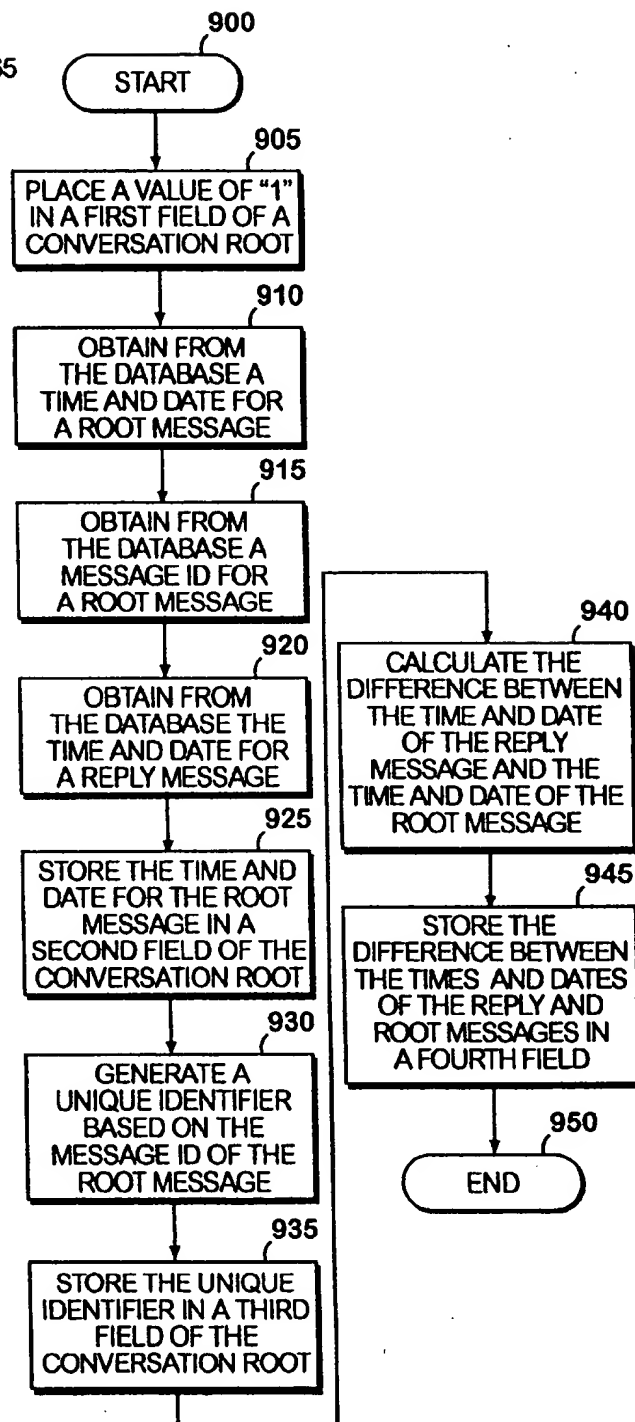 900
65
START
905
PLACE A VALUE OF "1"
IN A FIRST FIELD OF A
CONVERSATION ROOT
910
OBTAIN FROM
THE DATABASE A
TIME AND DATE FOR
A ROOT MESSAGE
915
OBTAIN FROM
THE DATABASE A
MESSAGE ID FOR
A ROOT MESSAGE
920
OBTAIN FROM
THE DATABASE THE
TIME AND DATE FOR
A REPLY MESSAGE
925
STORE THE TIME AND
DATE FOR THE ROOT
MESSAGE IN A
SECOND FIELD OF THE
CONVERSATION ROOT
930
GENERATE A
UNIQUE IDENTIFIER
BASED ON THE
MESSAGE ID OF THE
ROOT MESSAGE
935
STORE THE UNIQUE
IDENTIFIER IN A THIRD
FIELD OF THE
CONVERSATION ROOT
940
CALCULATE THE
DIFFERENCE BETWEEN
THE TIME AND DATE
OF THE REPLY
MESSAGE AND THE
TIME AND DATE OF THE
ROOT MESSAGE
945
STORE THE
DIFFERENCE BETWEEN
THE TIMES AND DATES
OF THE REPLY AND
ROOT MESSAGES IN
A FOURTH FIELD
950
END